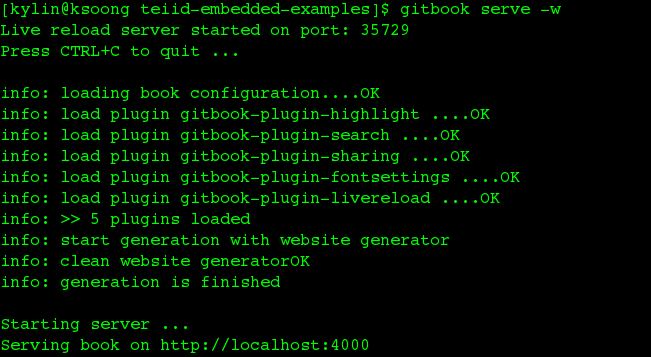 [kylin@ksoong teiid-embedded-examples]$ gitbook serve -w
Live reload server started on port: 35729
Press CTRL+C to quit ...
info: loading book configuration....OK
info: load plugin gitbook-plugin-highlight ....OK
info: load plugin gitbook-plugin-search ....OK
info: load plugin gitbook-plugin-sharing ....OK
info: load plugin gitbook-plugin-fontsettings ....OK
info: load plugin gitbook-plugin-livereload ....OK
info: >> 5 plugins loaded
info: start generation with website generator
info: clean website generatorOK
info: generation is finished
Starting server ...
Serving book on http://localhost:4000